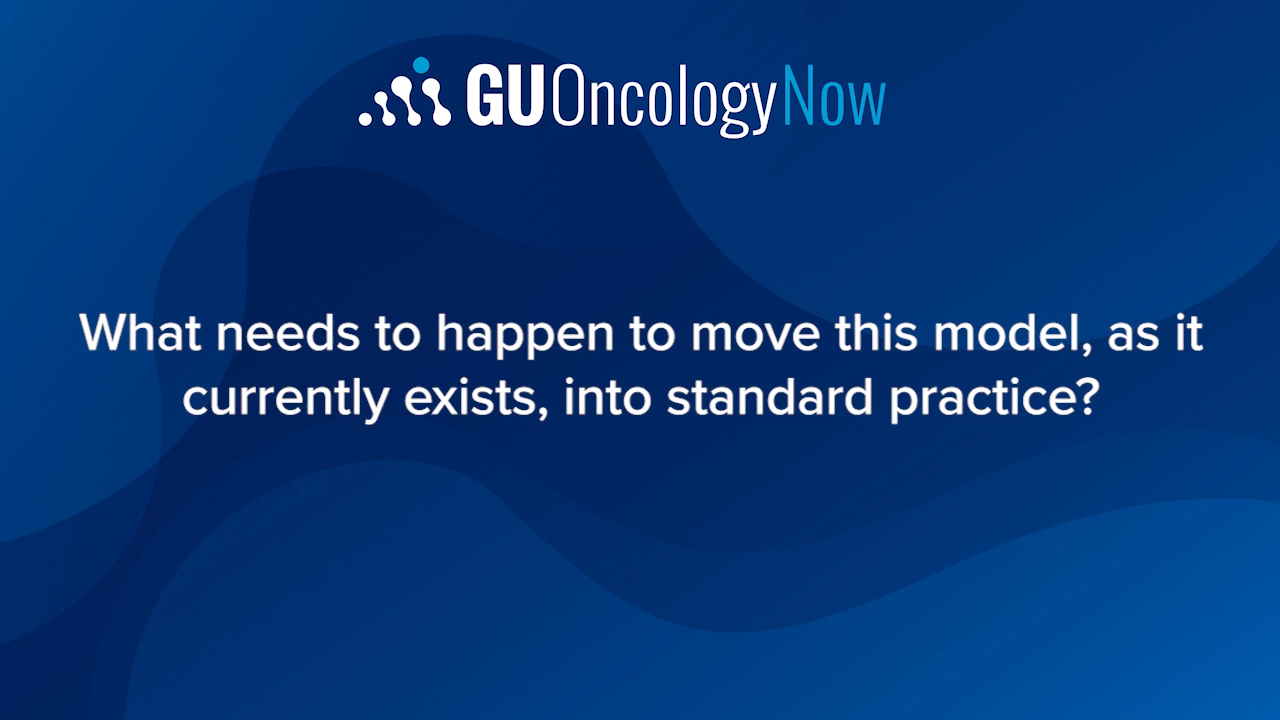 GUOncologyNow
What needs to happen to move this model, as it
currently exists, into standard practice?